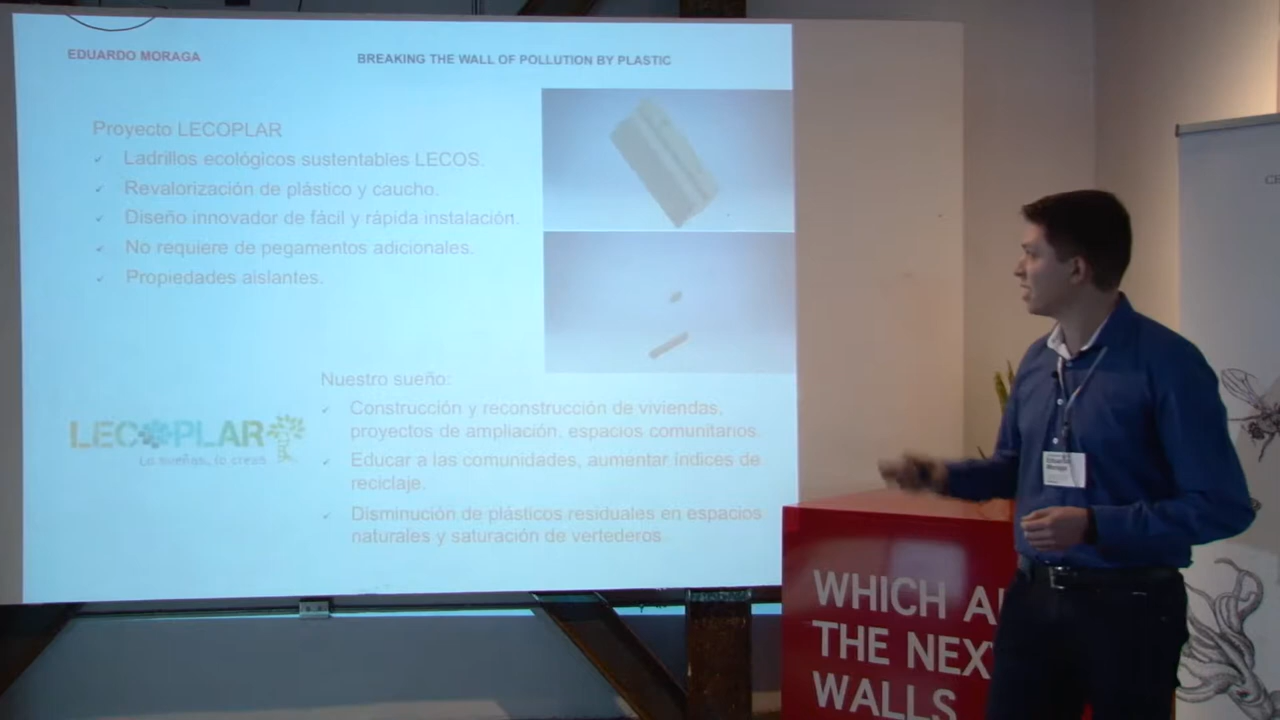 EDUARDO MORAGA
BREAKING THE WALL OF POLLUTION BY PLASTIC
Proyecto LECOPLAR
✓ Ladrillos ecológicos sustentables LECOS.
✓ Revalorización de plástico y caucho.
✓ Diseño innovador de fácil y rápida instalación.
✓ No requiere de pegamentos adicionales.
✓ Propiedades aislantes.
Nuestro sueño:
✓ Construcción y reconstrucción de viviendas,
proyectos de ampliación, espacios comunitarios.
✓ Educar a las comunidades, aumentar índices de
reciclaje.
✓ Disminución de plásticos residuales en espacios
naturales y saturación de vertederos.
LECOPLAR
Lo sueñas, lo creas
Eduardo
Moraga
WHICH A
THE NEX
WALLS